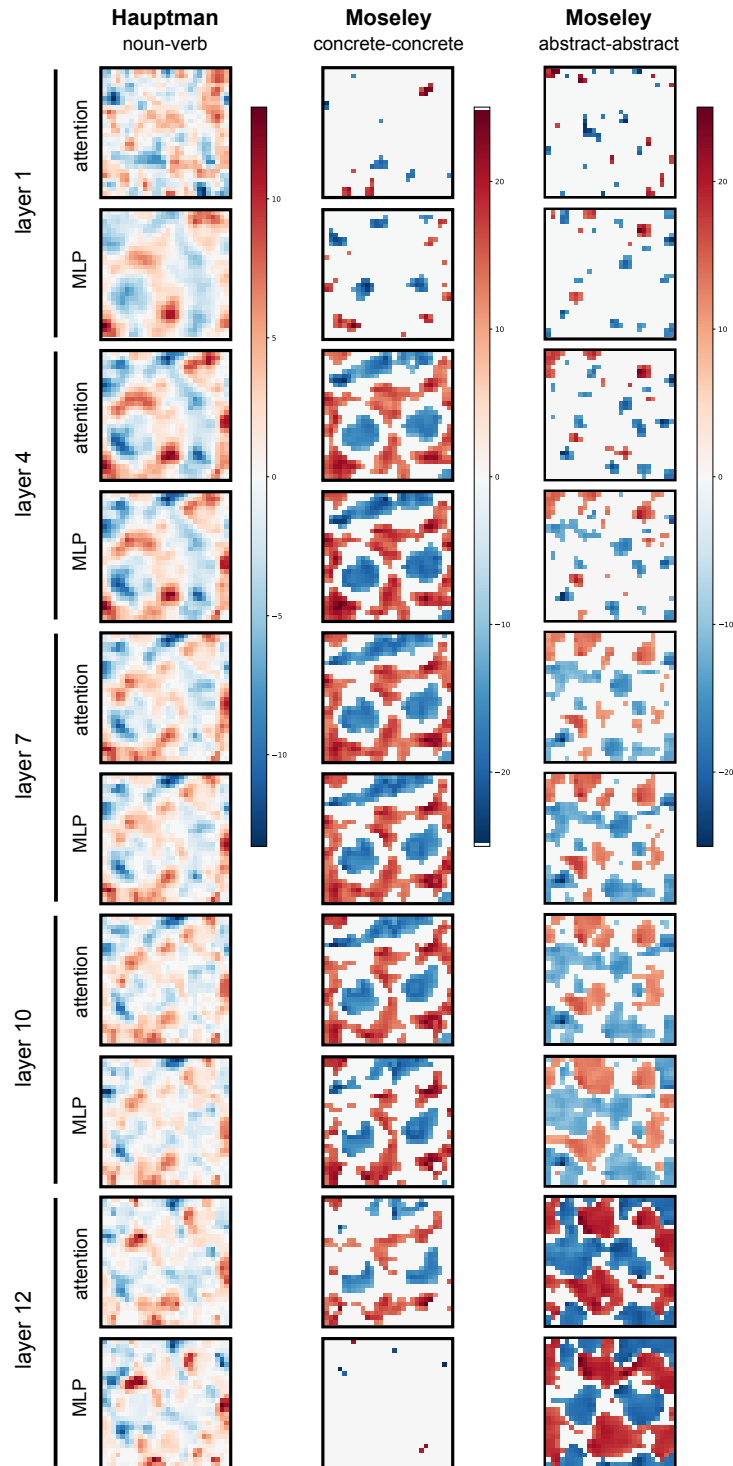 Hauptman Moseley Moseley
noun-verb concrete-concrete abstract-abstract
layer 1
attention
MLP
layer 4
attention
MLP
layer 7
attention
MLP
layer 10
attention
MLP
layer 12
attention
MLP
10
5
0
−5
−10
20
10
0
−10
−20
20
10
0
−10
−20